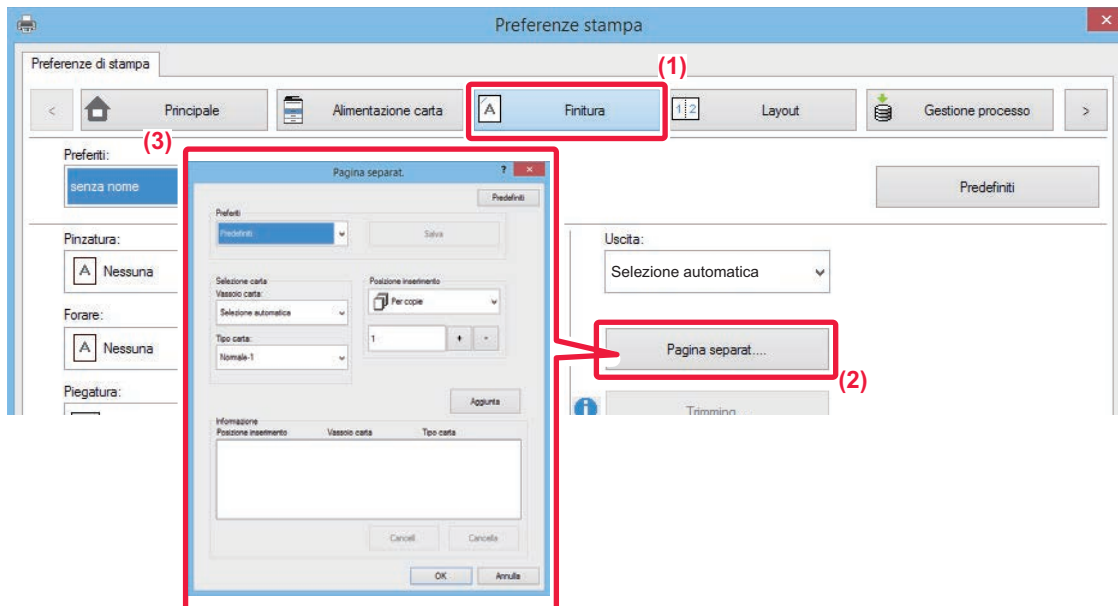 Preferenze stampa
Preferenze di stampa
(1)
< Principale Alimentazione carta A Finitura 1 2 Layout Gestione processo >
Preferiti:
(3)
senza nome
Predefiniti
Pinzatura:
A Nessuna
Forare:
A Nessuna
Piegatura:
Pagina separat. ? ×
Predefiniti
Preferiti
Predefiniti
Salva
Selezione carta
Vassoio carta:
Selezione automatica
Tipo carta:
Normale-1
Posizione inserimento
Per copie
1 + -
Aggiunta
Informazione
Posizione inserimento Vassoio carta Tipo carta
Cancell. Cancella
OK Annulla
Uscita:
Selezione automatica
Pagina separat....
(2)
Trimming...